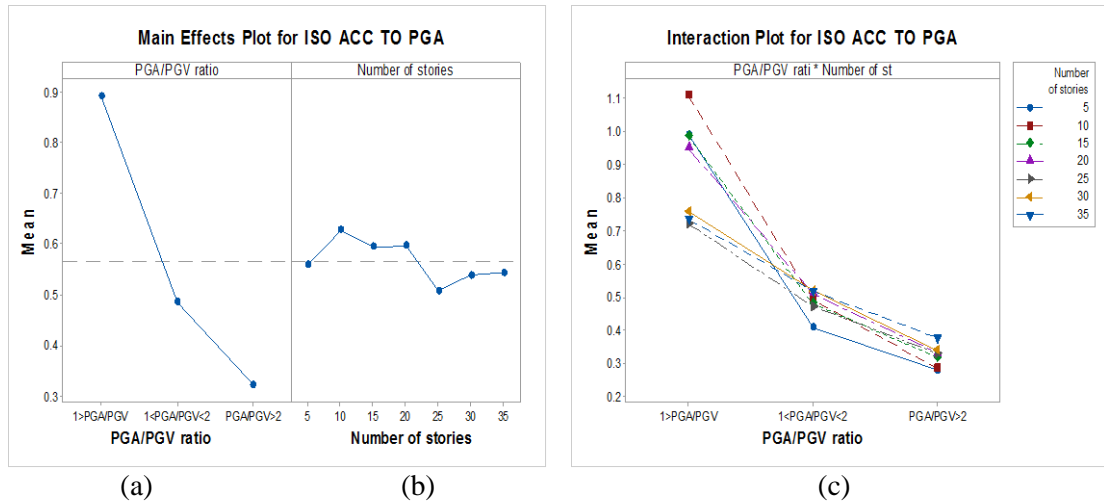 Main Effects Plot for ISO ACC TO PGA
PGA/PGV ratio
Number of stories
0.9
0.8
0.7
0.6
0.5
0.4
0.3
Mean
1>PGA/PGV
1<PGA/PGV<2
PGA/PGV>2
5
10
15
20
25
30
35
PGA/PGV ratio
Number of stories
(a)
(b)
Interaction Plot for ISO ACC TO PGA
PGA/PGV rati * Number of st
1.1
1.0
0.9
0.8
0.7
0.6
0.5
0.4
0.3
0.2
Mean
1>PGA/PGV
1<PGA/PGV<2
PGA/PGV>2
PGA/PGV ratio
Number
of stories
5
10
15
20
25
30
35
(c)